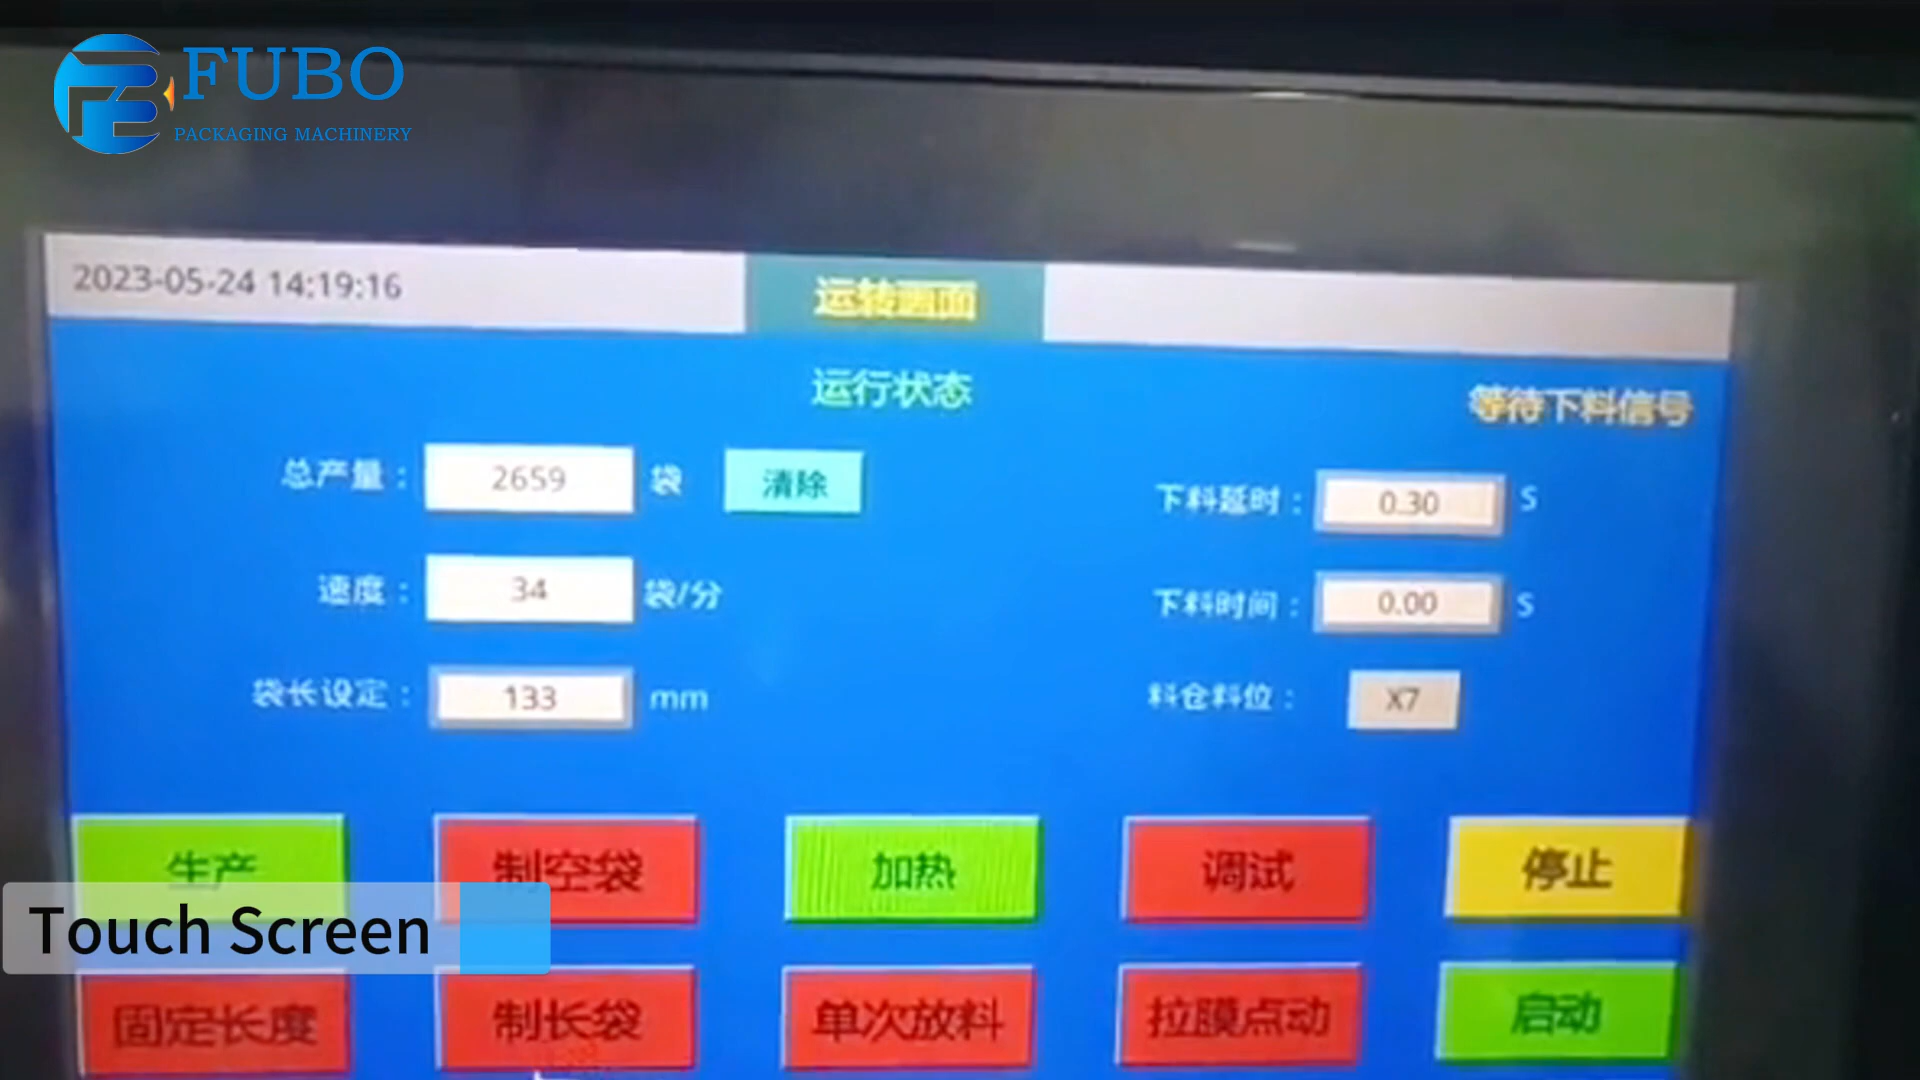 FUBO
PACKAGING MACHINERY
2023-05-24 14:19:16
运转画面
运行状态
等待下料信号
总产量：
2659
袋
清除
下料延时：
0.30
S
速度：
34
袋/分
下料时间：
0.00
S
袋长设定：
133
mm
料仓料位：
X7
生产
制空袋
加热
调试
停止
Touch Screen
固定长度
制长袋
单次放料
拉膜点动
启动